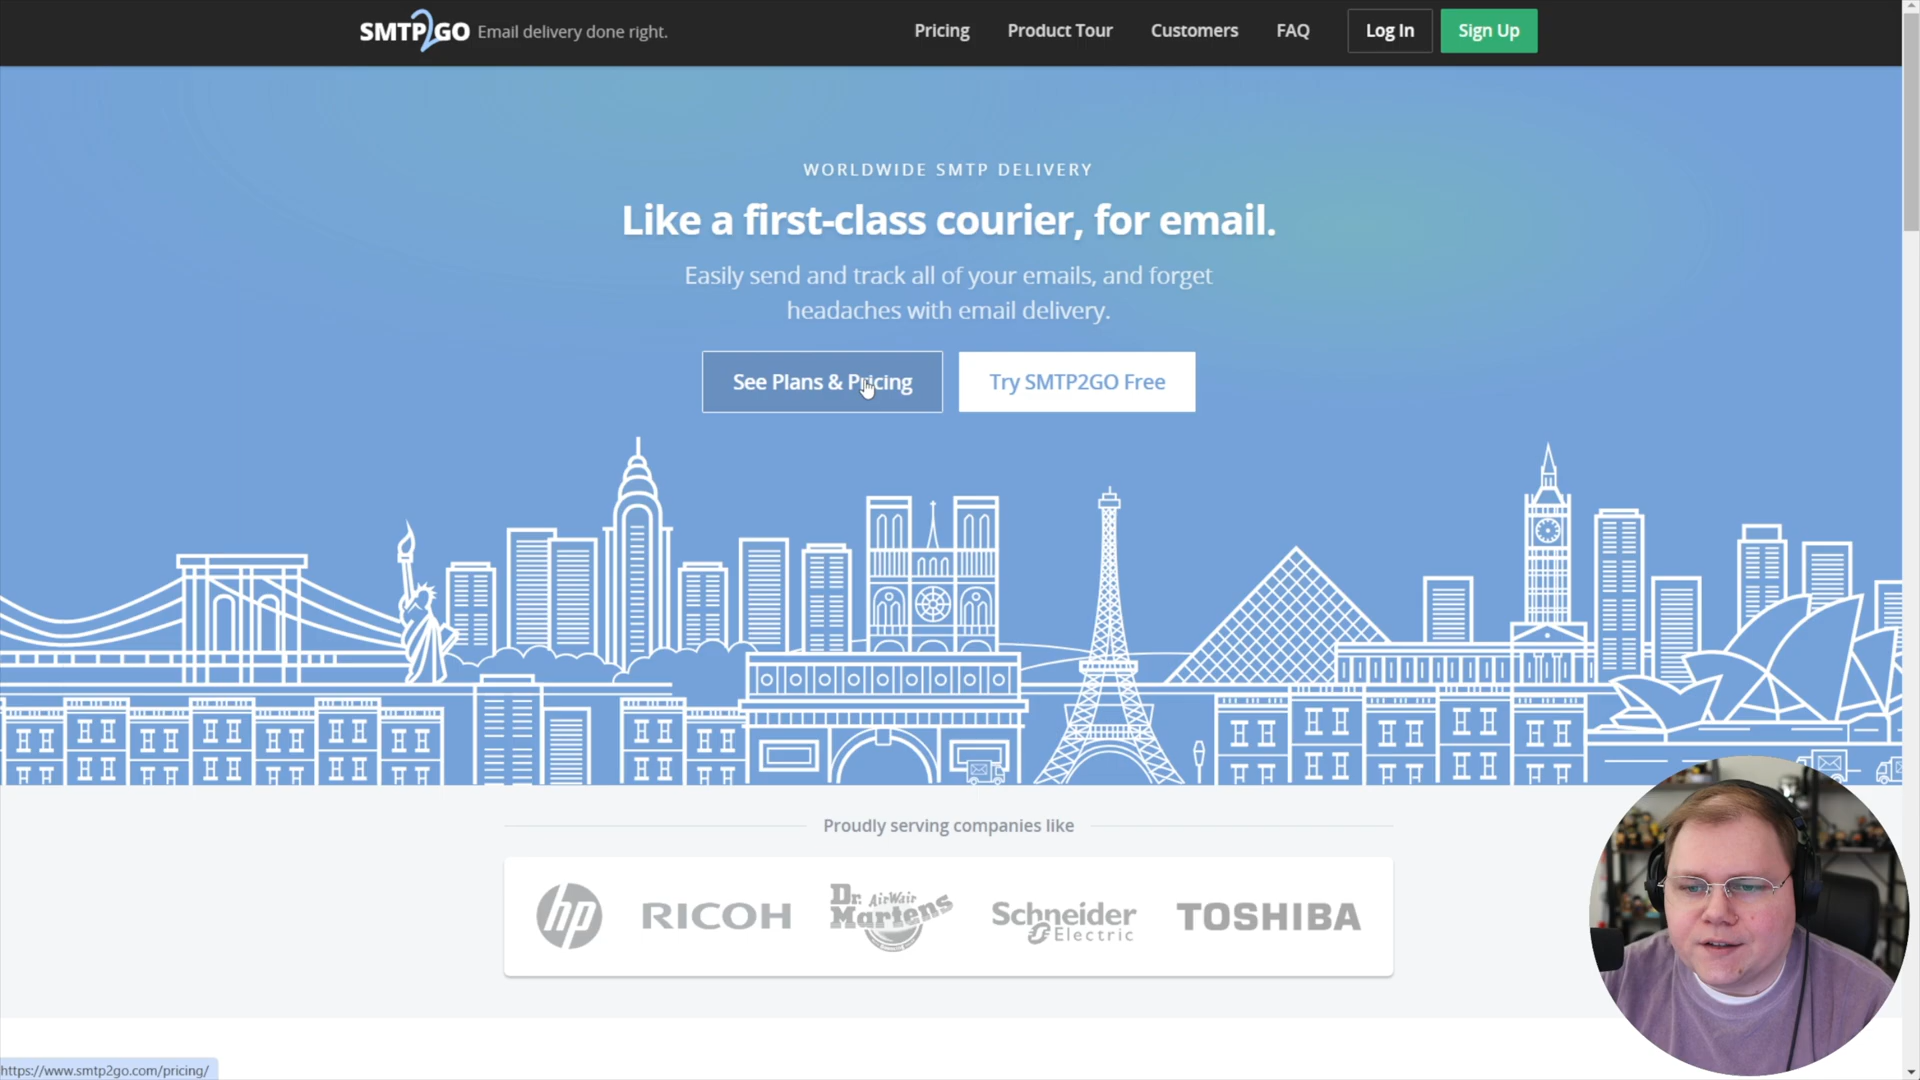 SMTP2GO Email delivery done right.
Pricing
Product Tour
Customers
FAQ
Log In
Sign Up
WORLDWIDE SMTP DELIVERY
Like a first-class courier, for email.
Easily send and track all of your emails, and forget
headaches with email delivery.
See Plans & Pricing
Try SMTP2GO Free
Proudly serving companies like
hp
RICOH
Dr. AirWair
Martens
Schneider
Electric
TOSHIBA
https://www.smtp2go.com/pricing/